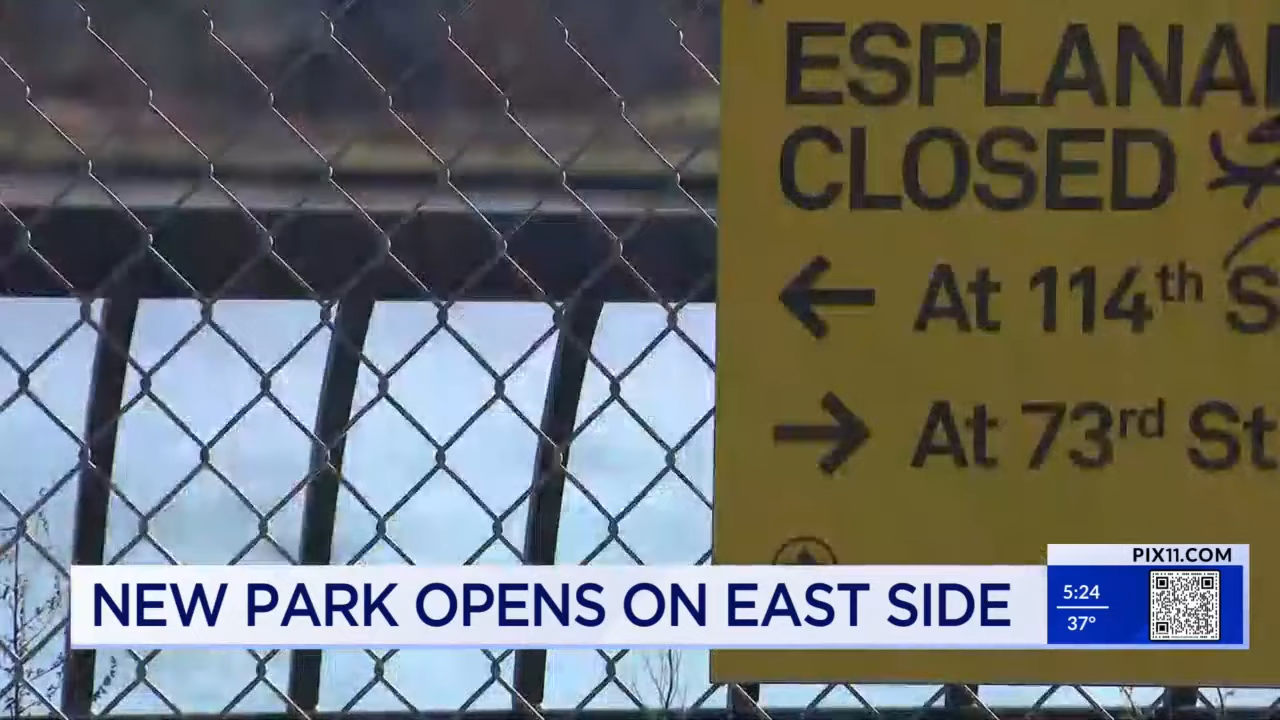 ESPLANA
CLOSED
← At 114th S
→ At 73rd St
PIX11.COM
NEW PARK OPENS ON EAST SIDE
5:24
37°